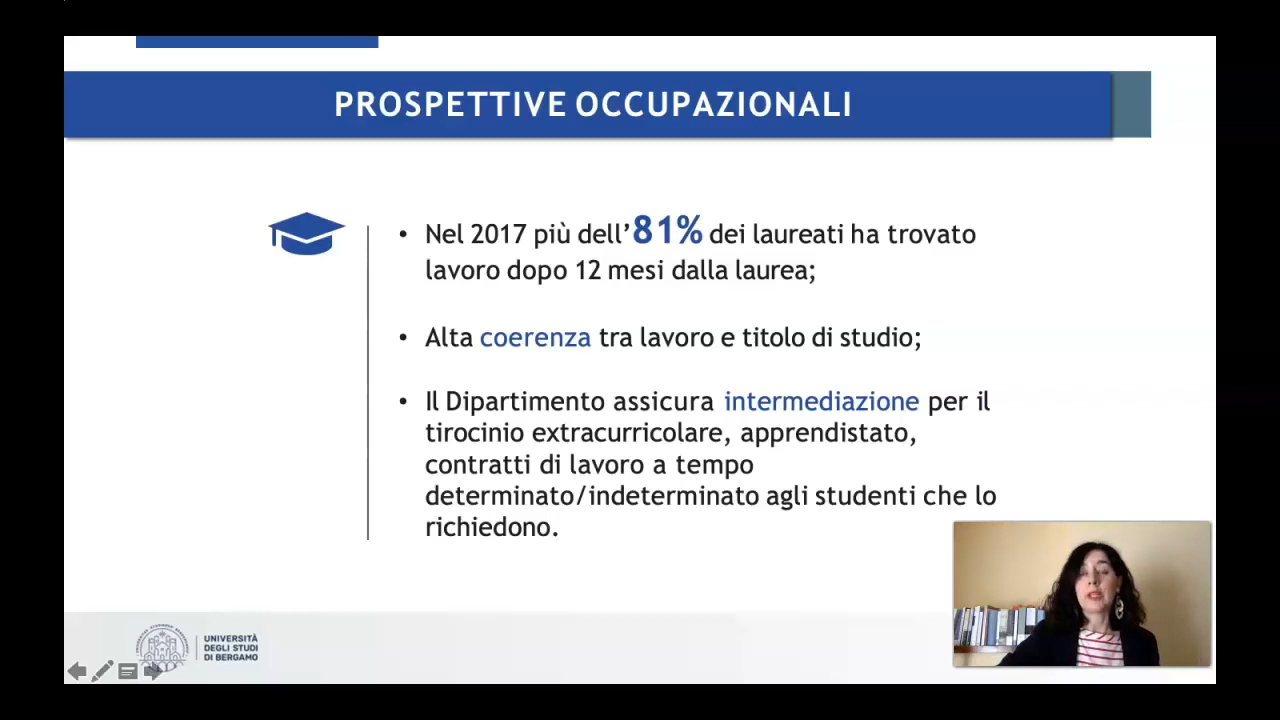 PROSPETTIVE OCCUPAZIONALI
• Nel 2017 più dell’81% dei laureati ha trovato
lavoro dopo 12 mesi dalla laurea;
• Alta coerenza tra lavoro e titolo di studio;
• Il Dipartimento assicura intermediazione per il
tirocinio extracurricolare, apprendistato,
contratti di lavoro a tempo
determinato/indeterminato agli studenti che lo
richiedono.
UNIVERSITÀ
DEGLI STUDI
DI BERGAMO